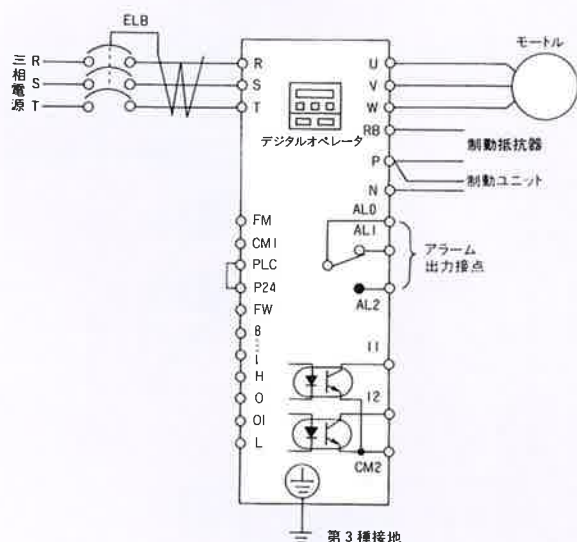 ELB
三相電源
R
S
T
R
S
T
デジタルオペレータ
FM
CM1
PLC
P24
FW
8
1
H
O
OI
L
U
V
W
RB
P
N
AL0
AL1
AL2
11
12
CM2
モートル
制動抵抗器
制動ユニット
アラーム
出力接点
第3種接地